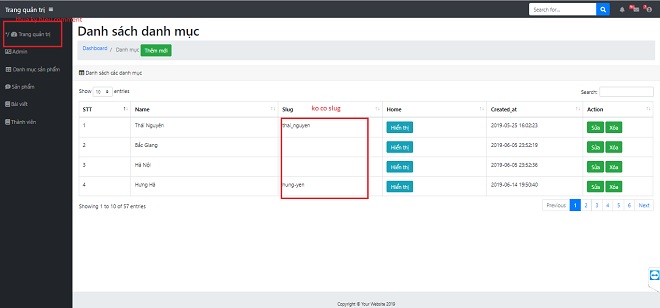 Trang quản trị
Search for...
Trang quản trị
Admin
Danh mục sản phẩm
Sản phẩm
Bài viết
Thành viên
Danh sách danh mục
Dashboard / Danh mục Thêm mới
Danh sách các danh mục
Show 10 entries
Search:
ko co slug
STT Name Slug Home Created_at Action
1 Thái Nguyên thai_nguyen Hiển thị 2019-05-25 16:02:23 Sửa Xóa
2 Bắc Giang Hiển thị 2019-06-05 23:52:19 Sửa Xóa
3 Hà Nội Hiển thị 2019-06-05 23:52:36 Sửa Xóa
4 Hưng Hà hung-yen Hiển thị 2019-06-14 19:50:40 Sửa Xóa
Showing 1 to 10 of 57 entries
Previous 1 2 3 4 5 6 Next
Copyright © Your Website 2019